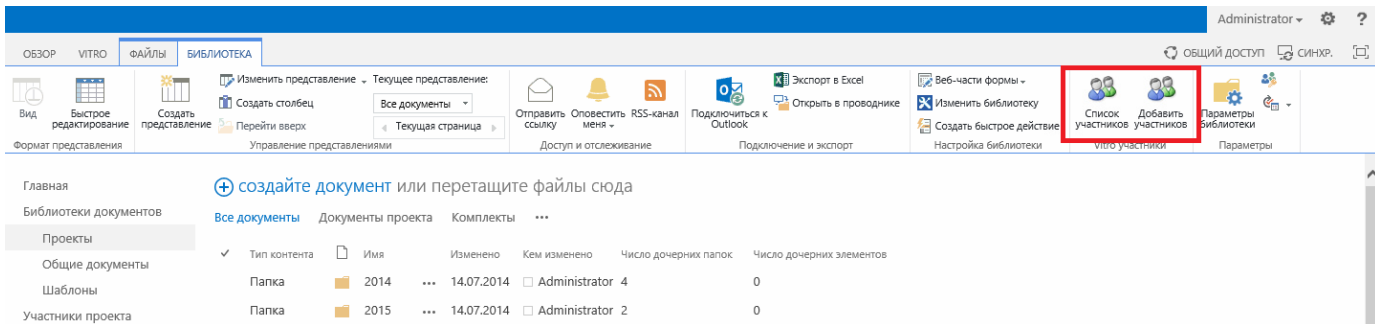 Administrator ?
ОБЗОР VITRO ФАЙЛЫ БИБЛИОТЕКА ОБЩИЙ ДОСТУП СИНХР.
Вид
Быстрое редактирование
Создать представление
Формат представления
Изменить представление
Создать столбец
Перейти вверх
Текущее представление:
Все документы
Текущая страница
Управление представлениями
Отправить ссылку
Оповестить меня
RSS-канал
Доступ и отслеживание
Подключиться к Outlook
Экспорт в Excel
Открыть в проводнике
Подключение и экспорт
Веб-части формы
Изменить библиотеку
Создать быстрое действие
Настройка библиотеки
Список участников
Добавить участников
Vitro участники
Параметры библиотеки
Параметры
Главная
Библиотеки документов
Проекты
Общие документы
Шаблоны
Участники проекта
создайте документ или перетащите файлы сюда
Все документы Документы проекта Комплекты ...
Тип контента Имя Изменено Кем изменено Число дочерних папок Число дочерних элементов
Папка 2014 ... 14.07.2014 Administrator 4 0
Папка 2015 ... 14.07.2014 Administrator 2 0